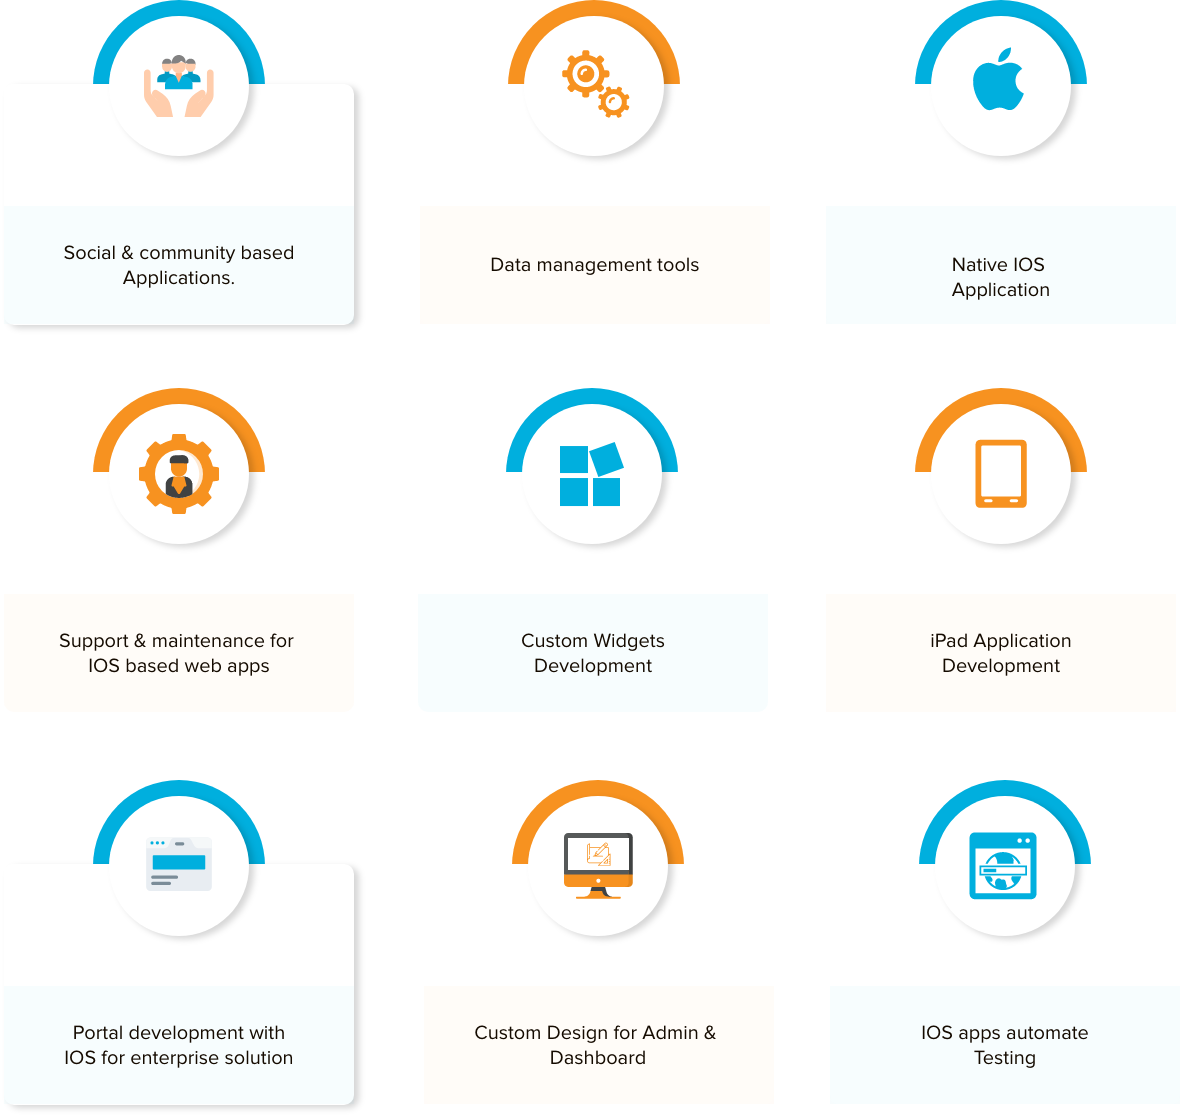 Social & community based
Applications.
Data management tools
Native IOS
Application
Support & maintenance for
IOS based web apps
Custom Widgets
Development
iPad Application
Development
Portal development with
IOS for enterprise solution
Custom Design for Admin &
Dashboard
IOS apps automate
Testing